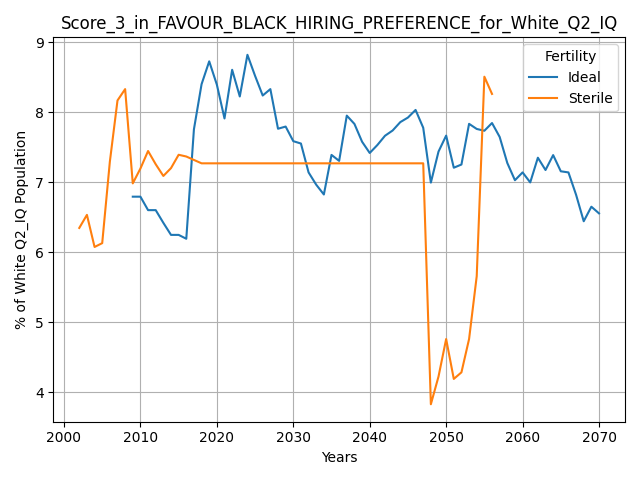 Score_3_in_FAVOUR_BLACK_HIRING_PREFERENCE_for_White_Q2_IQ
% of White Q2_IQ Population
9
8
7
6
5
4
Fertility
Ideal
Sterile
2000 2010 2020 2030 2040 2050 2060 2070
Years